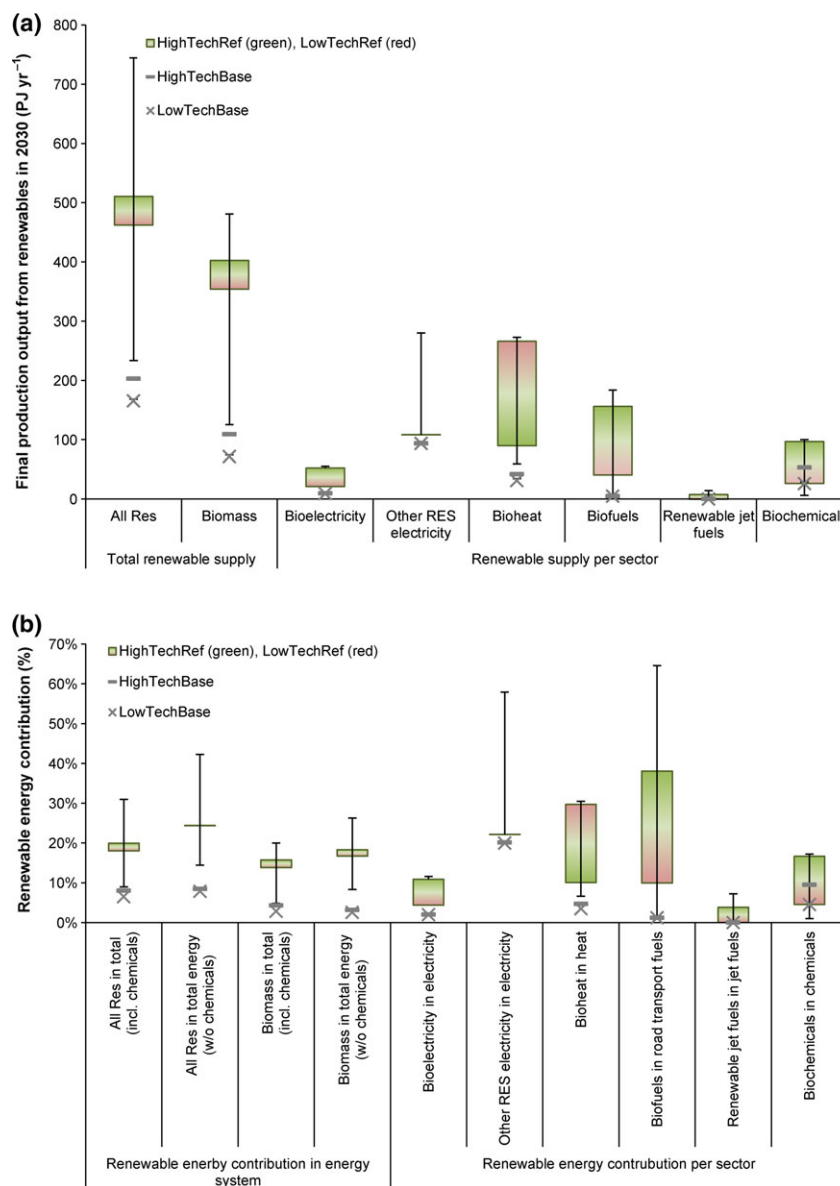 (a)
Final production output from renewables in 2030 (PJ yr⁻¹)
800
700
600
500
400
300
200
100
0
HighTechRef (green), LowTechRef (red)
HighTechBase
LowTechBase
All Res
Biomass
Bioelectricity
Other RES
electricity
Bioheat
Biofuels
Renewable jet
fuels
Biochemical
Total renewable supply
Renewable supply per sector
(b)
Renewable energy contribution (%)
70%
60%
50%
40%
30%
20%
10%
0%
HighTechRef (green), LowTechRef (red)
HighTechBase
LowTechBase
All Res in total
(incl. chemicals)
All Res in total energy
(w/o chemicals)
Biomass in total
(incl. chemicals)
Biomass in total energy
(w/o chemicals)
Bioelectricity in electricity
Other RES electricity in electricity
Bioheat in heat
Biofuels in road transport fuels
Renewable jet fuels in jet fuels
Biochemicals in chemicals
Renewable enerby contribution in energy
system
Renewable energy contrubution per sector